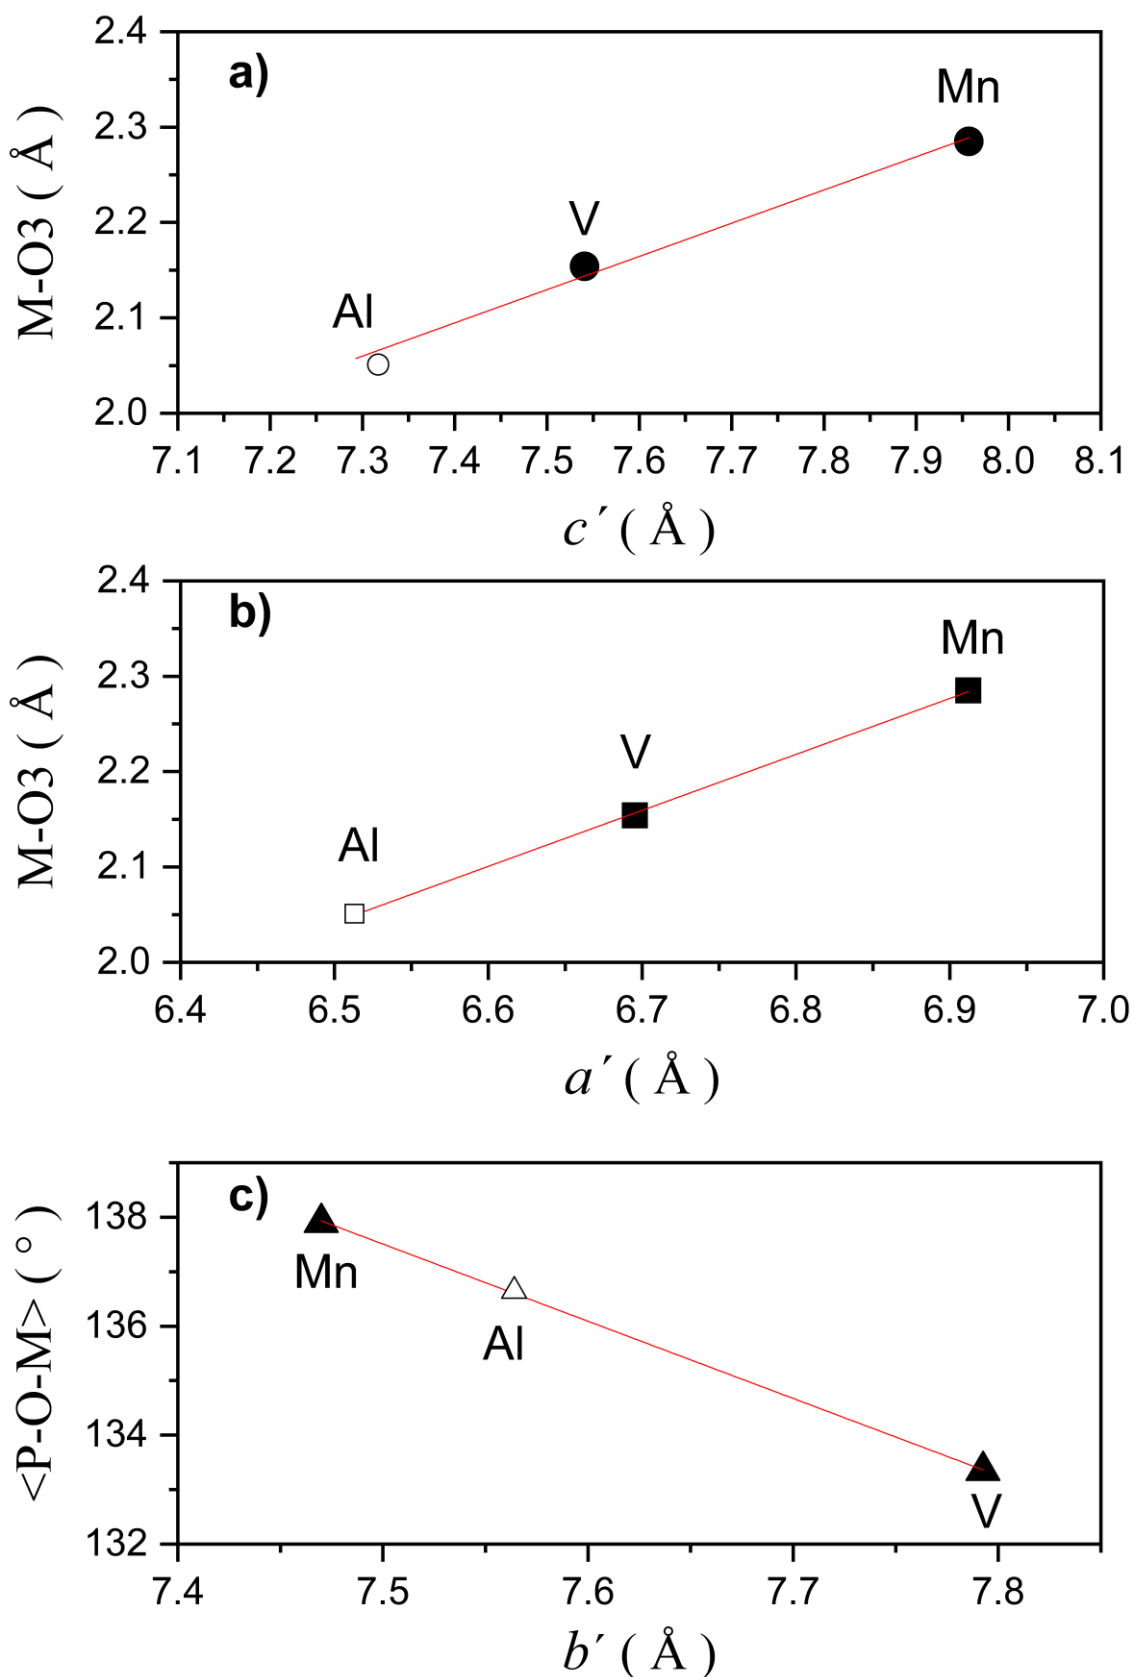 a)
M-O3 ( Å )
2.4
2.3
2.2
2.1
2.0
Mn
V
Al
7.1 7.2 7.3 7.4 7.5 7.6 7.7 7.8 7.9 8.0 8.1
c´ ( Å )
b)
M-O3 ( Å )
2.4
2.3
2.2
2.1
2.0
Mn
V
Al
6.4 6.5 6.6 6.7 6.8 6.9 7.0
a´ ( Å )
c)
<P-O-M> ( ° )
138
136
134
132
Mn
Al
V
7.4 7.5 7.6 7.7 7.8
b´ ( Å )